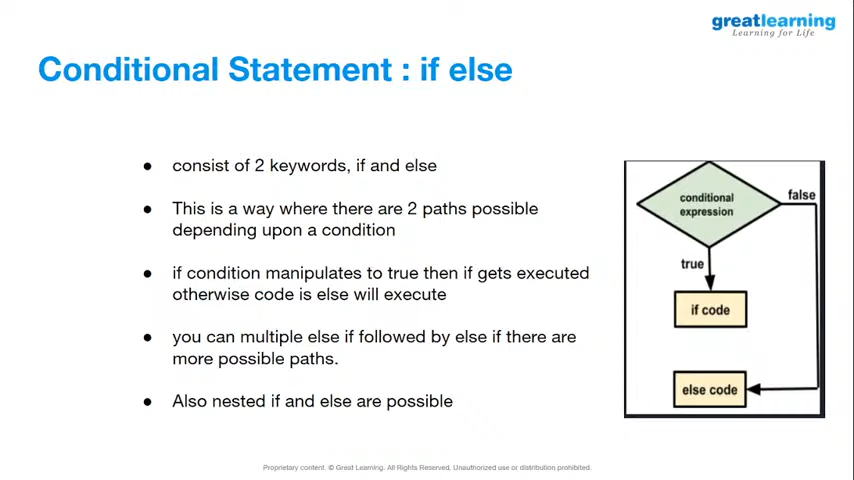 greatlearning
Learning for Life
Conditional Statement : if else
● consist of 2 keywords, if and else
● This is a way where there are 2 paths possible
depending upon a condition
● if condition manipulates to true then if gets executed
otherwise code is else will execute
● you can multiple else if followed by else if there are
more possible paths.
● Also nested if and else are possible
conditional
expression
false
true
if code
else code
Proprietary content. © Great Learning. All Rights Reserved. Unauthorized use or distribution prohibited.